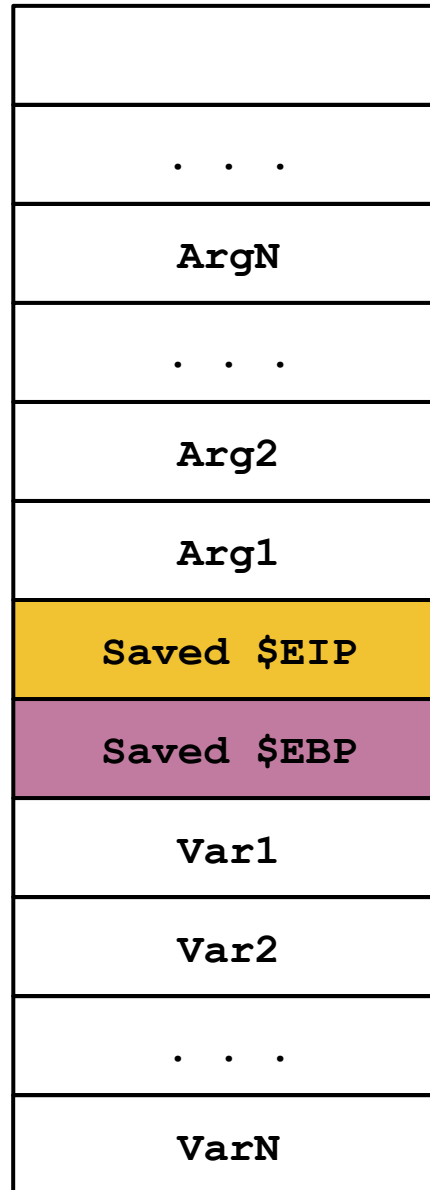 . . .
ArgN
. . .
Arg2
Arg1
Saved $EIP
Saved $EBP
Var1
Var2
. . .
VarN